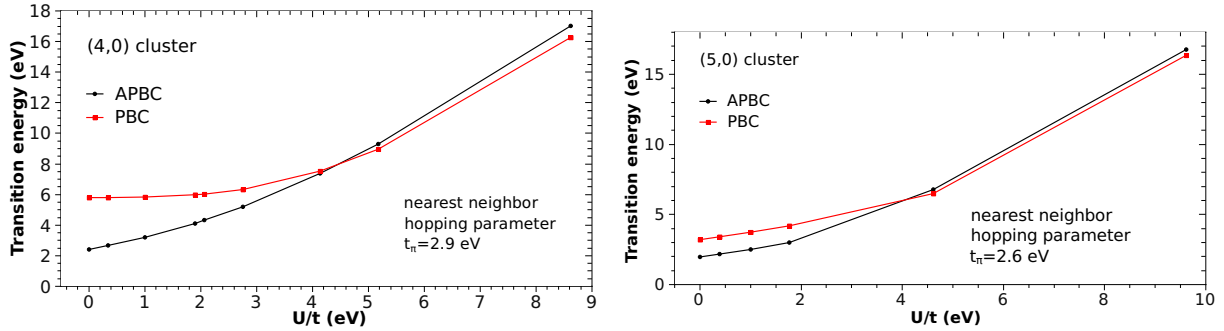 18
16
14
12
10
8
6
4
2
0
Transition energy (eV)
(4,0) cluster
APBC
PBC
nearest neighbor
hopping parameter
tπ=2.9 eV
0 1 2 3 4 5 6 7 8 9
U/t (eV)
15
10
5
0
Transition energy (eV)
(5,0) cluster
APBC
PBC
nearest neighbor
hopping parameter
tπ=2.6 eV
0 2 4 6 8 10
U/t (eV)